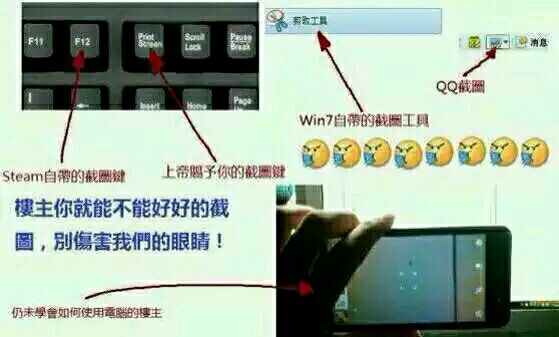 F11
F12
Print
Screen
Scroll
Lock
Pause
Break
Insert
Home
Page
Up
剪取工具
消息
QQ截圖
Win7自帶的截圖工具
Steam自帶的截圖鍵
上帝賜予你的截圖鍵
樓主你就能不能好好的截
圖，別傷害我們的眼睛！
仍未學會如何使用電腦的樓主